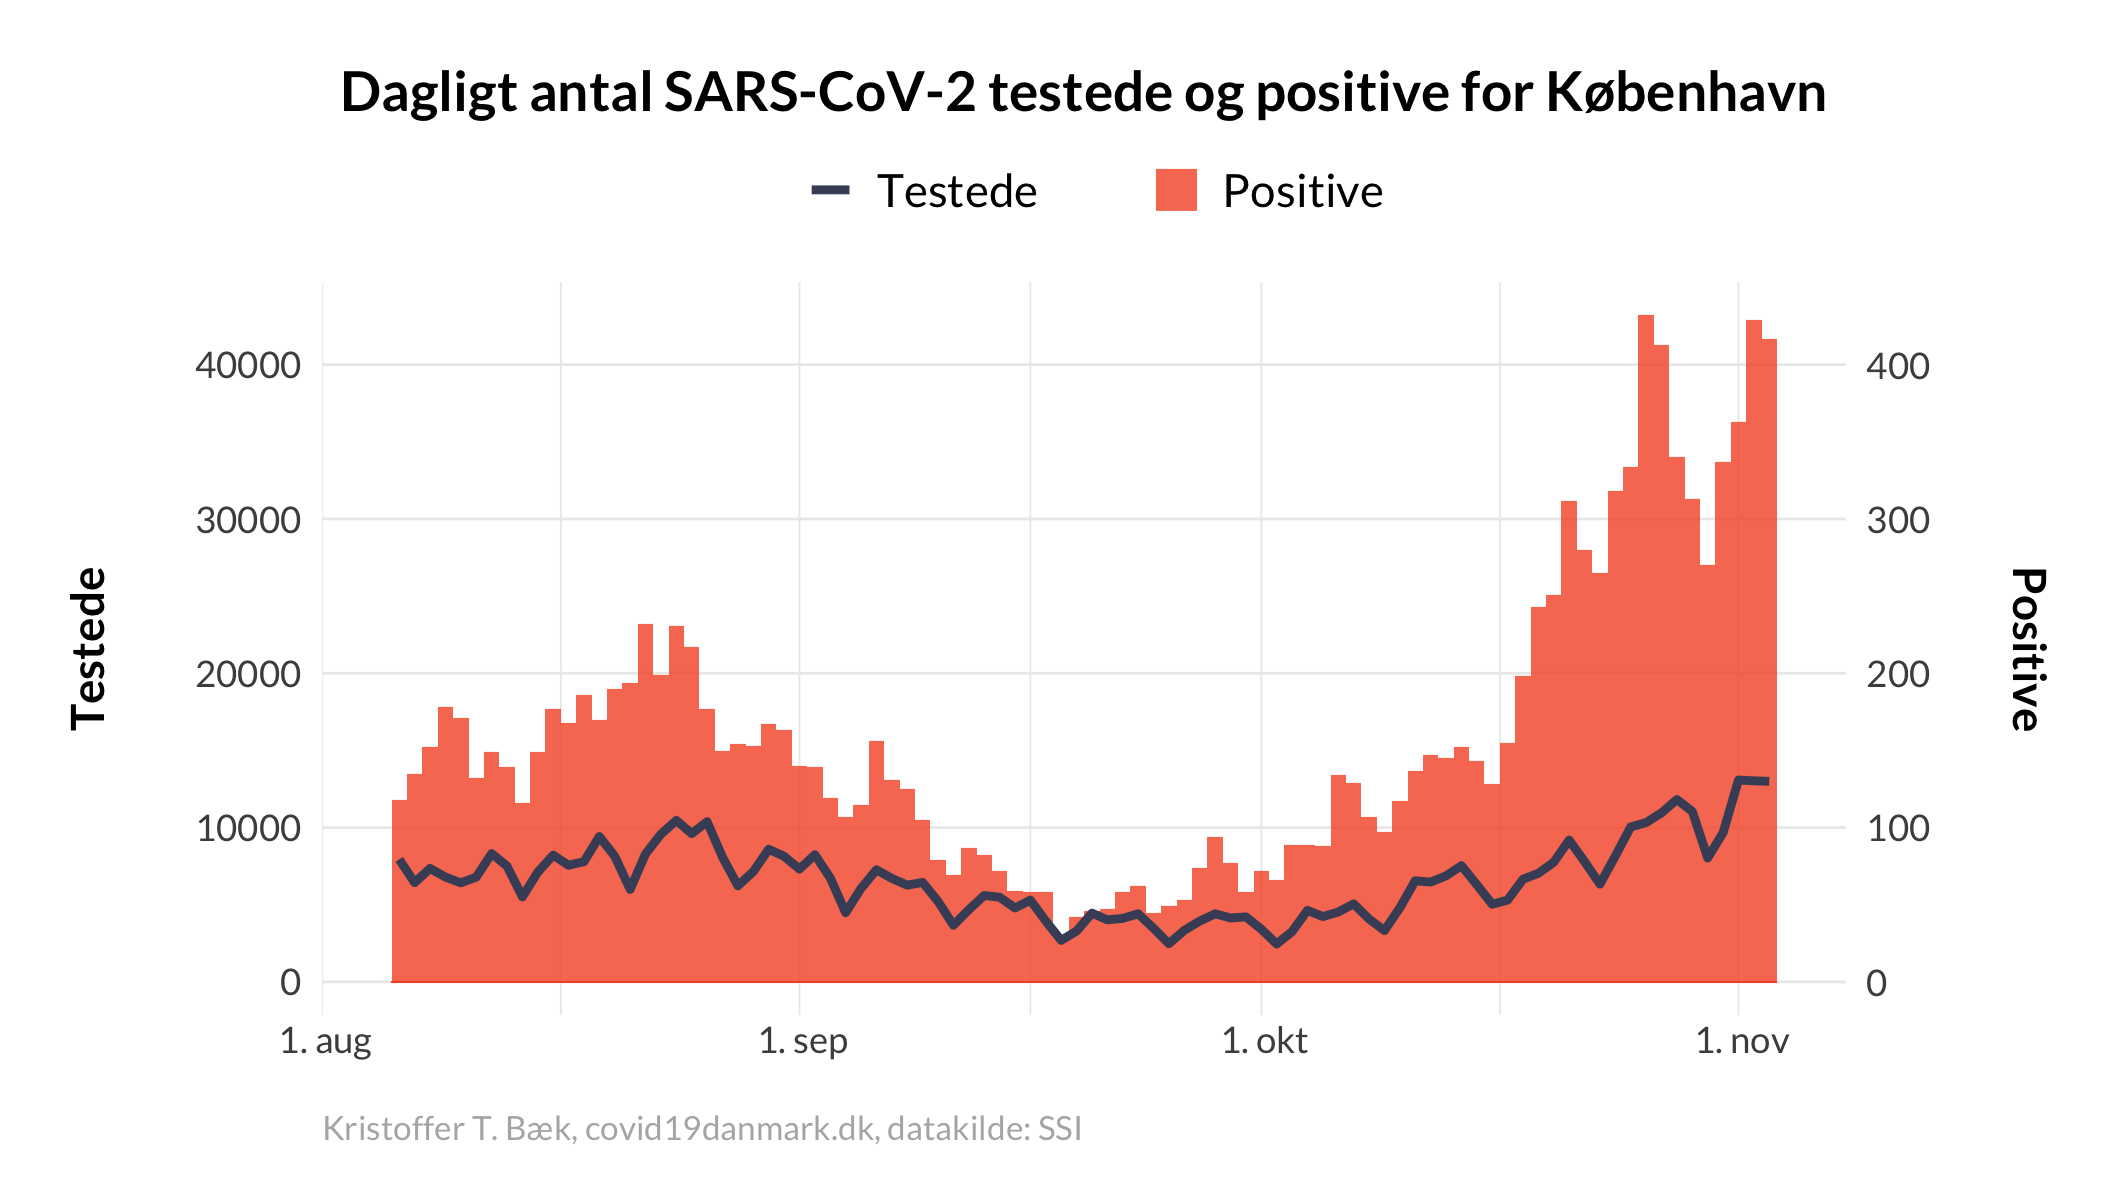 Dagligt antal SARS-CoV-2 testede og positive for København
Testede
Positive
40000
30000
20000
10000
0
Testede
400
300
200
100
0
Positive
1. aug
1. sep
1. okt
1. nov
Kristoffer T. Bæk, covid19danmark.dk, datakilde: SSI